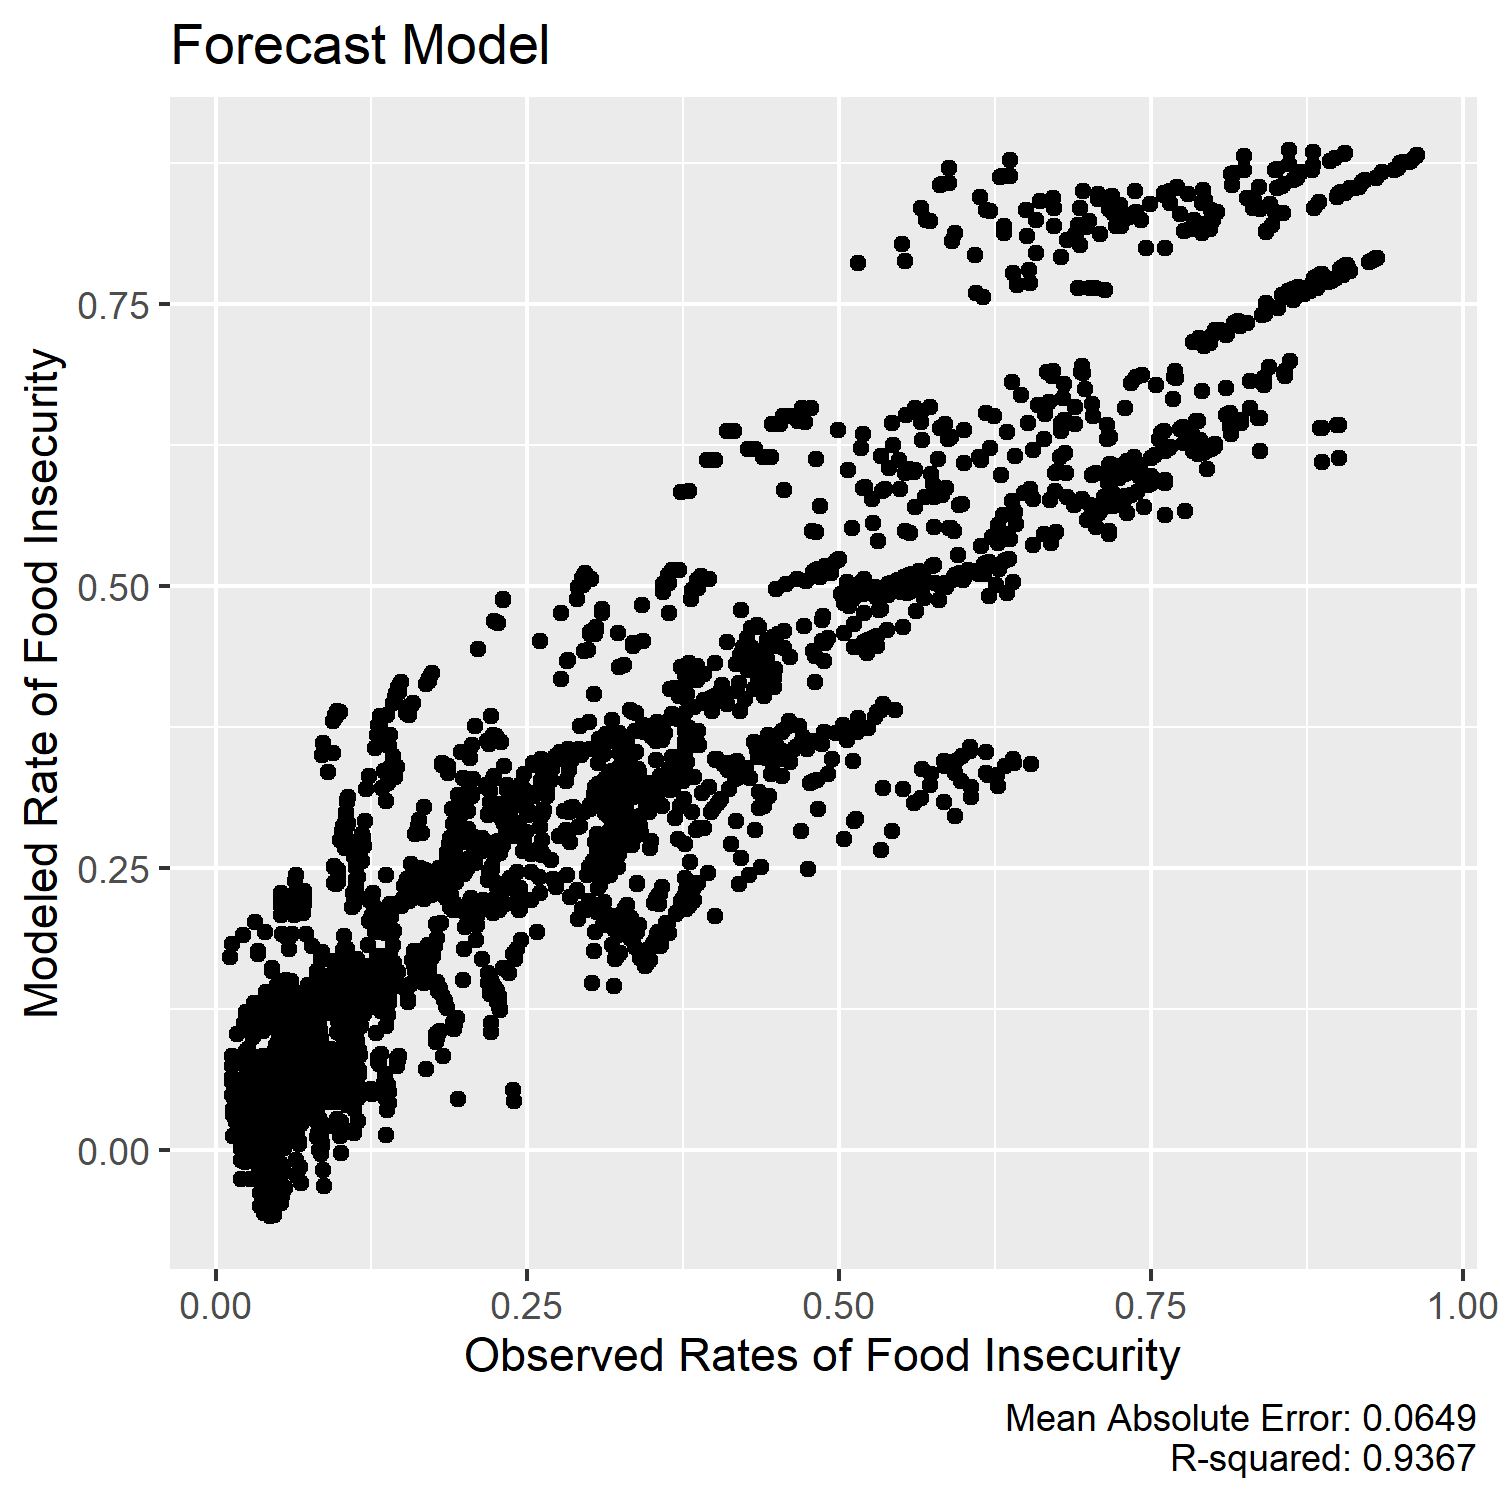 Forecast Model
Modeled Rate of Food Insecurity
0.75
0.50
0.25
0.00
0.00
0.25
0.50
0.75
1.00
Observed Rates of Food Insecurity
Mean Absolute Error: 0.0649
R-squared: 0.9367